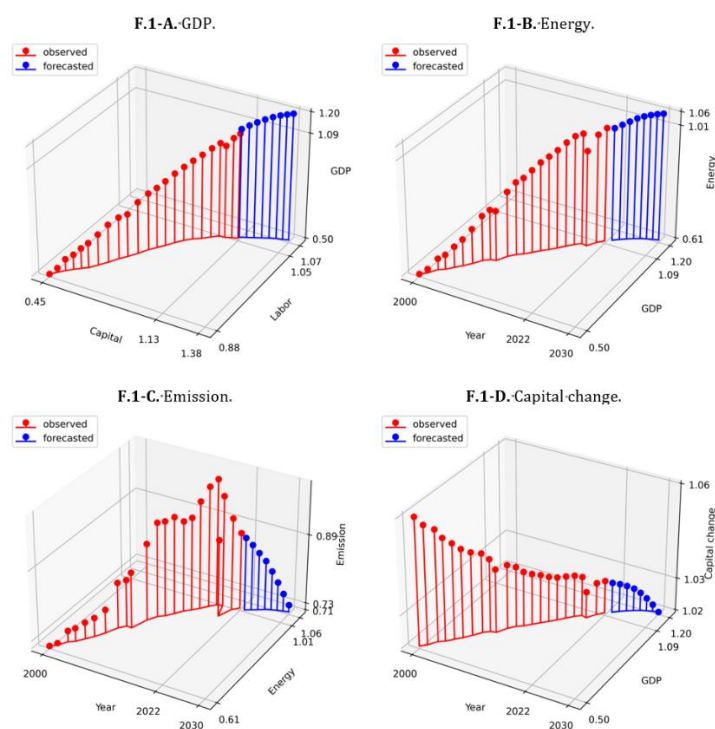 F.1-A. GDP.
observed
forecasted
1.20
1.09
GDP
0.50
1.07
1.05
Labor
0.88
0.45
Capital
1.13
1.38
F.1-B. Energy.
observed
forecasted
1.06
1.01
Energy
0.61
1.20
1.09
GDP
0.50
2000
Year
2022
2030
F.1-C. Emission.
observed
forecasted
0.89
Emission
0.73
0.71
1.06
1.01
Energy
0.61
2000
Year
2022
2030
F.1-D. Capital change.
observed
forecasted
1.06
Capital change
1.03
1.02
1.20
1.09
GDP
0.50
2000
Year
2022
2030